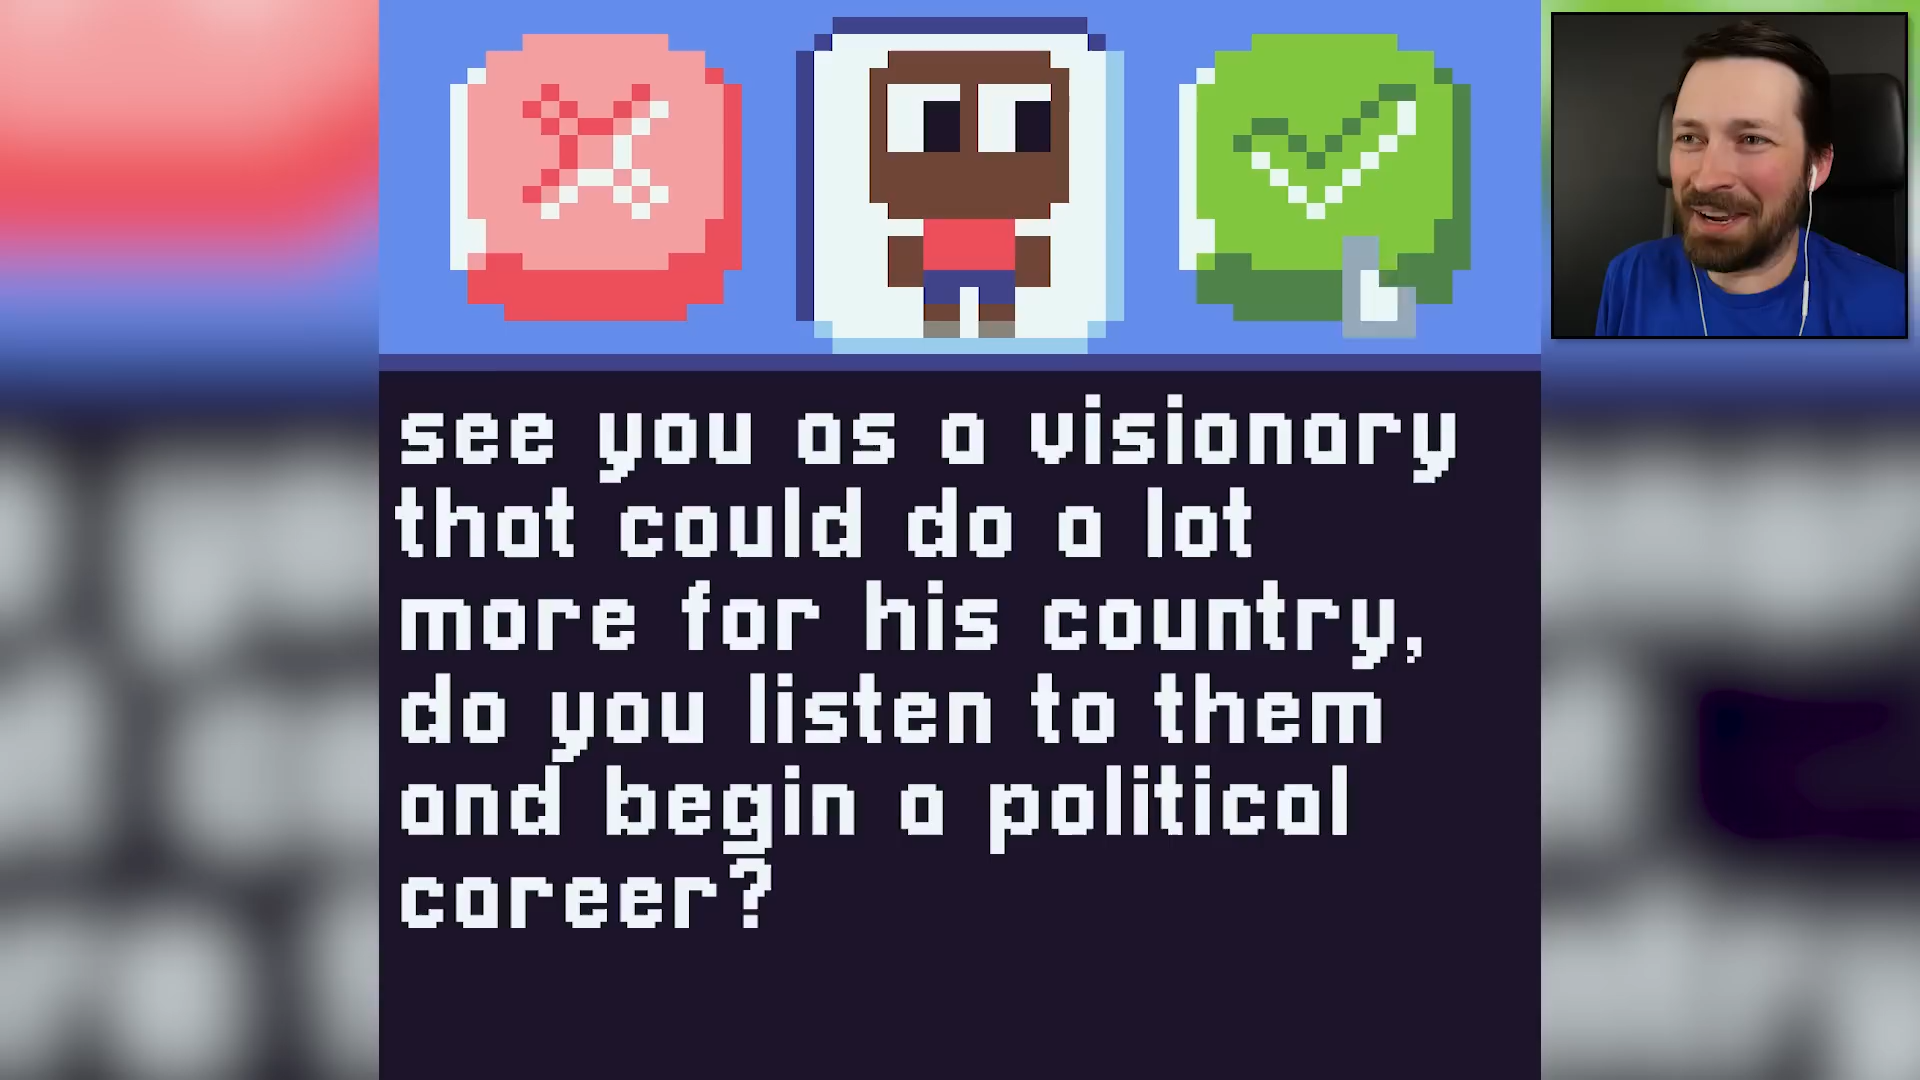 see you as a visionary
that could do a lot
more for his country,
do you listen to them
and begin a political
career?